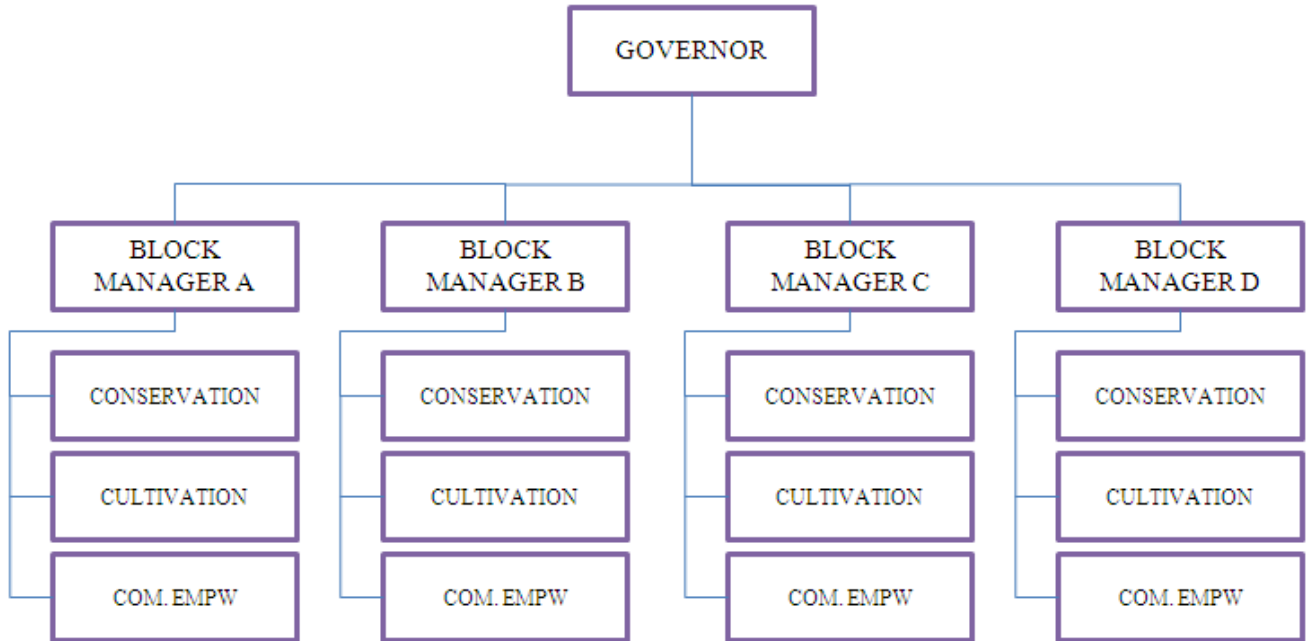 GOVERNOR
BLOCK
MANAGER A
BLOCK
MANAGER B
BLOCK
MANAGER C
BLOCK
MANAGER D
CONSERVATION
CONSERVATION
CONSERVATION
CONSERVATION
CULTIVATION
CULTIVATION
CULTIVATION
CULTIVATION
COM. EMPW
COM. EMPW
COM. EMPW
COM. EMPW